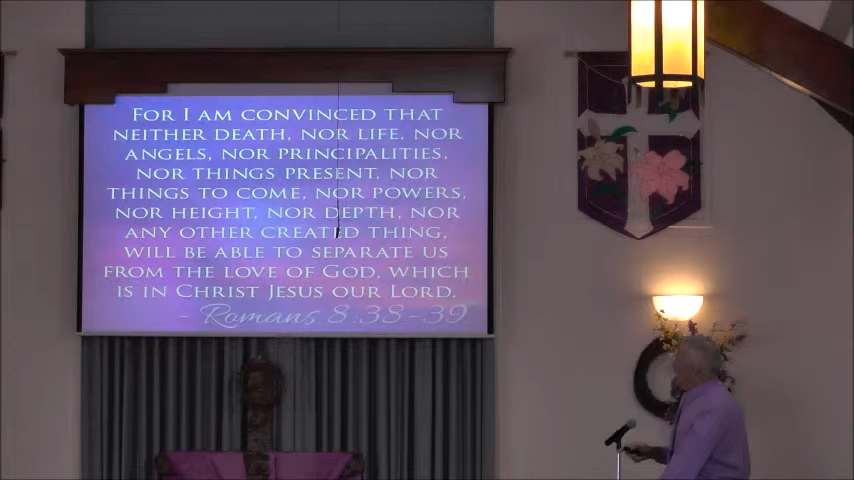 FOR I AM CONVINCED THAT
NEITHER DEATH, NOR LIFE, NOR
ANGELS, NOR PRINCIPALITIES,
NOR THINGS PRESENT, NOR
THINGS TO COME, NOR POWERS,
NOR HEIGHT, NOR DEPTH, NOR
ANY OTHER CREATED THING,
WILL BE ABLE TO SEPARATE US
FROM THE LOVE OF GOD, WHICH
IS IN CHRIST JESUS OUR LORD.
- Romans 8:38-39